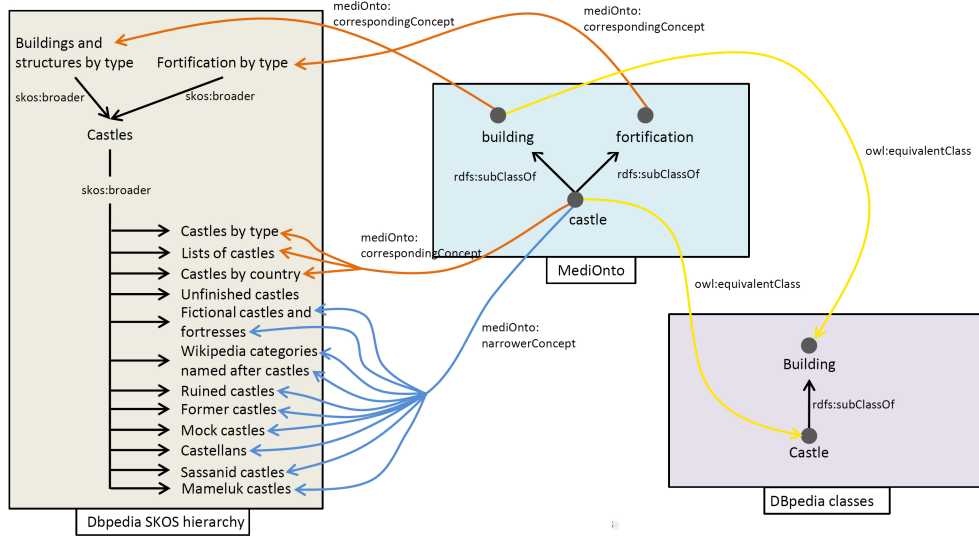 mediOnto:
correspondingConcept
mediOnto:
correspondingConcept
Buildings and
structures by type
Fortification by type
skos:broader
skos:broader
Castles
skos:broader
Castles by type
Lists of castles
Castles by country
Unfinished castles
Fictional castles and
fortresses
Wikipedia categories
named after castles
Ruined castles
Former castles
Mock castles
Castellans
Sassanid castles
Mameluk castles
Dbpedia SKOS hierarchy
building
fortification
rdfs:subClassOf
rdfs:subClassOf
castle
mediOnto:
correspondingConcept
MediOnto
mediOnto:
narrowerConcept
owl:equivalentClass
owl:equivalentClass
Building
rdfs:subClassOf
Castle
DBpedia classes